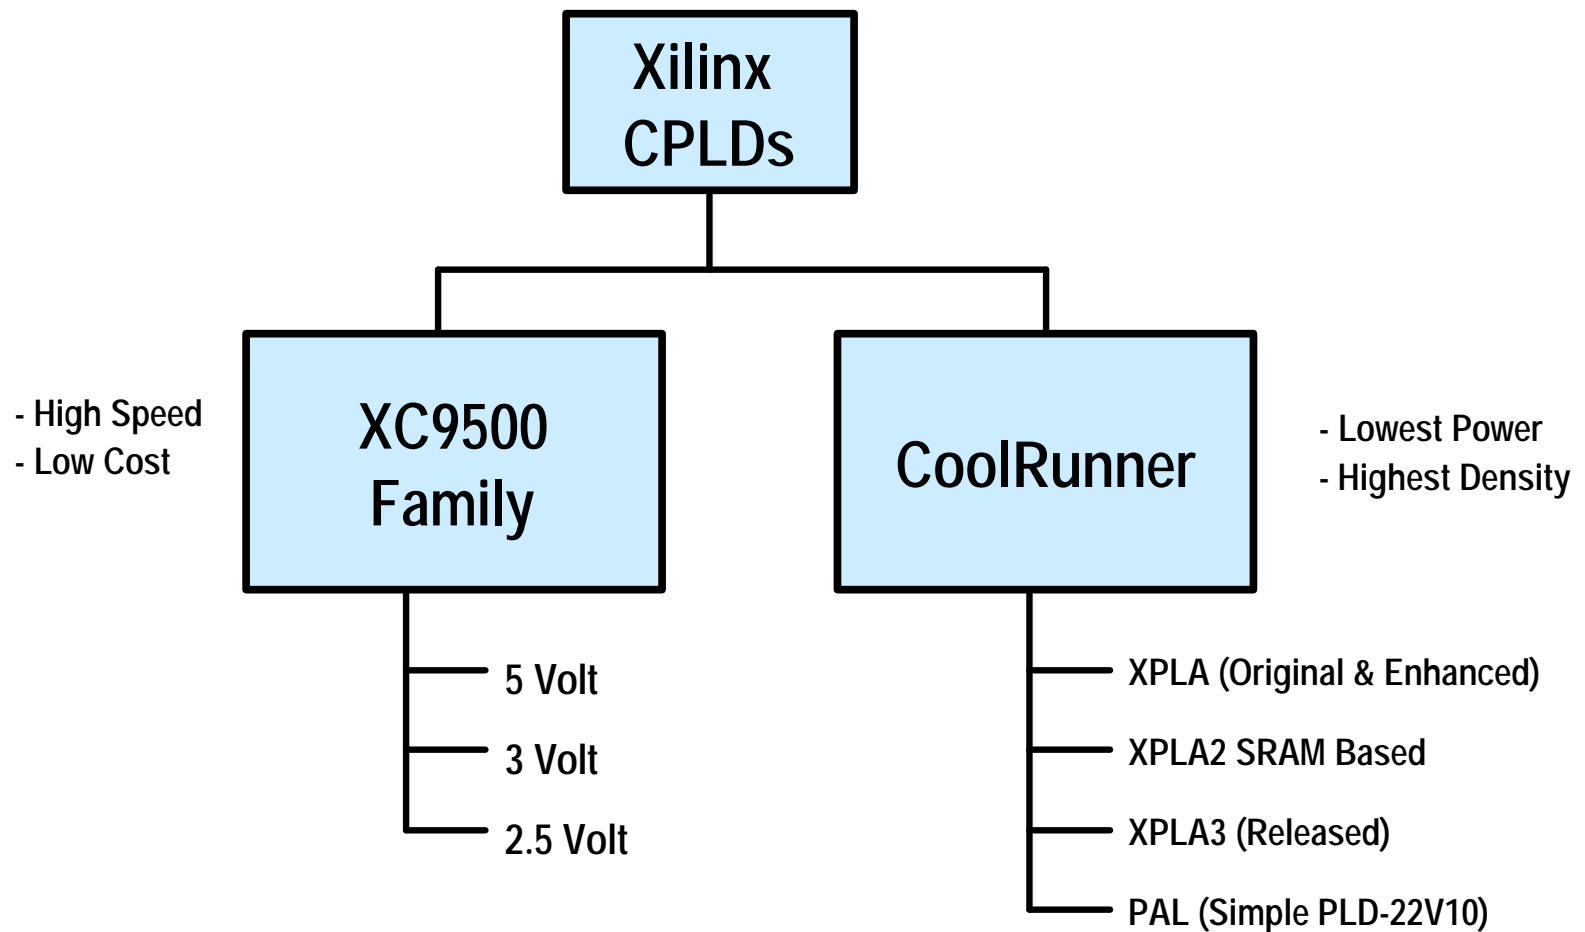 Xilinx
CPLDs
- High Speed
- Low Cost
XC9500
Family
CoolRunner
- Lowest Power
- Highest Density
5 Volt
3 Volt
2.5 Volt
XPLA (Original & Enhanced)
XPLA2 SRAM Based
XPLA3 (Released)
PAL (Simple PLD-22V10)